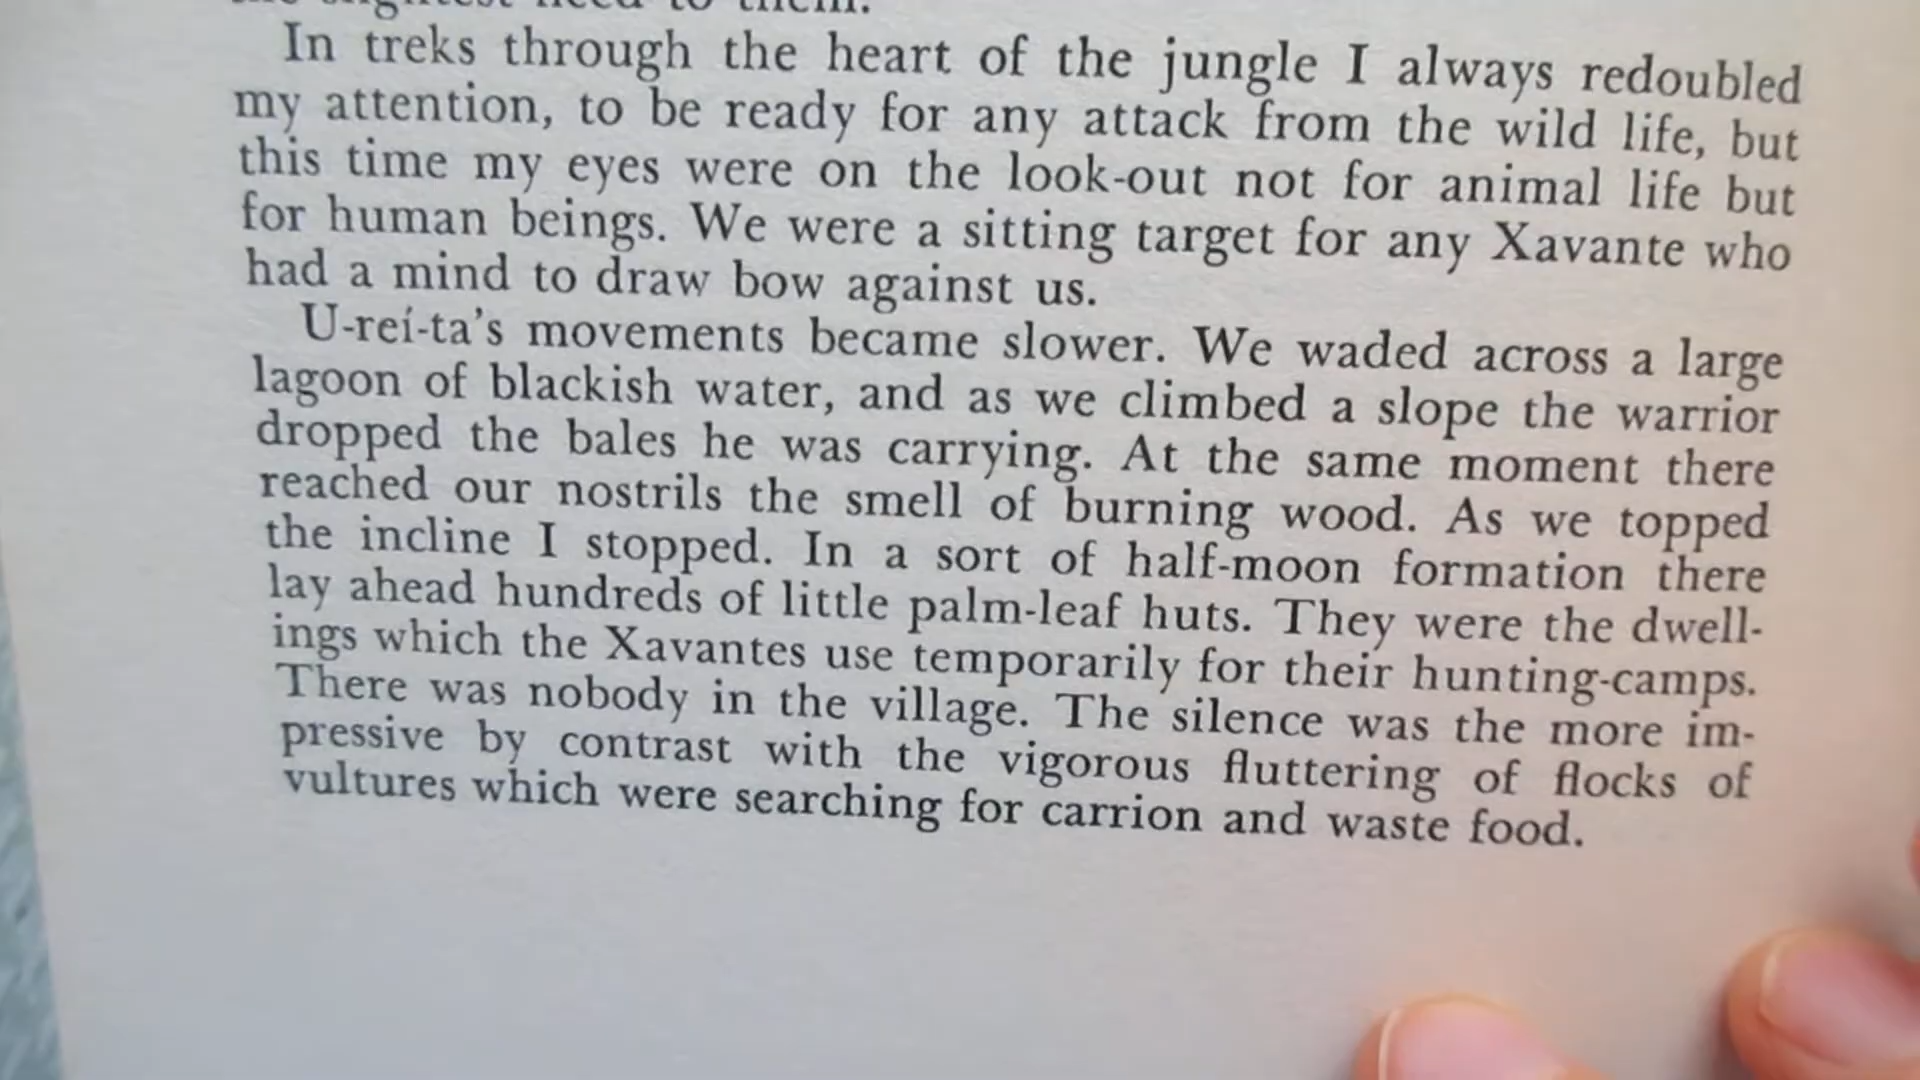 to them.
In treks through the heart of the jungle I always redoubled
my attention, to be ready for any attack from the wild life, but
this time my eyes were on the look-out not for animal life but
for human beings. We were a sitting target for any Xavante who
had a mind to draw bow against us.
U-reí-ta's movements became slower. We waded across a large
lagoon of blackish water, and as we climbed a slope the warrior
dropped the bales he was carrying. At the same moment there
reached our nostrils the smell of burning wood. As we topped
the incline I stopped. In a sort of half-moon formation there
lay ahead hundreds of little palm-leaf huts. They were the dwell-
ings which the Xavantes use temporarily for their hunting-camps.
There was nobody in the village. The silence was the more im-
pressive by contrast with the vigorous fluttering of flocks of
vultures which were searching for carrion and waste food.